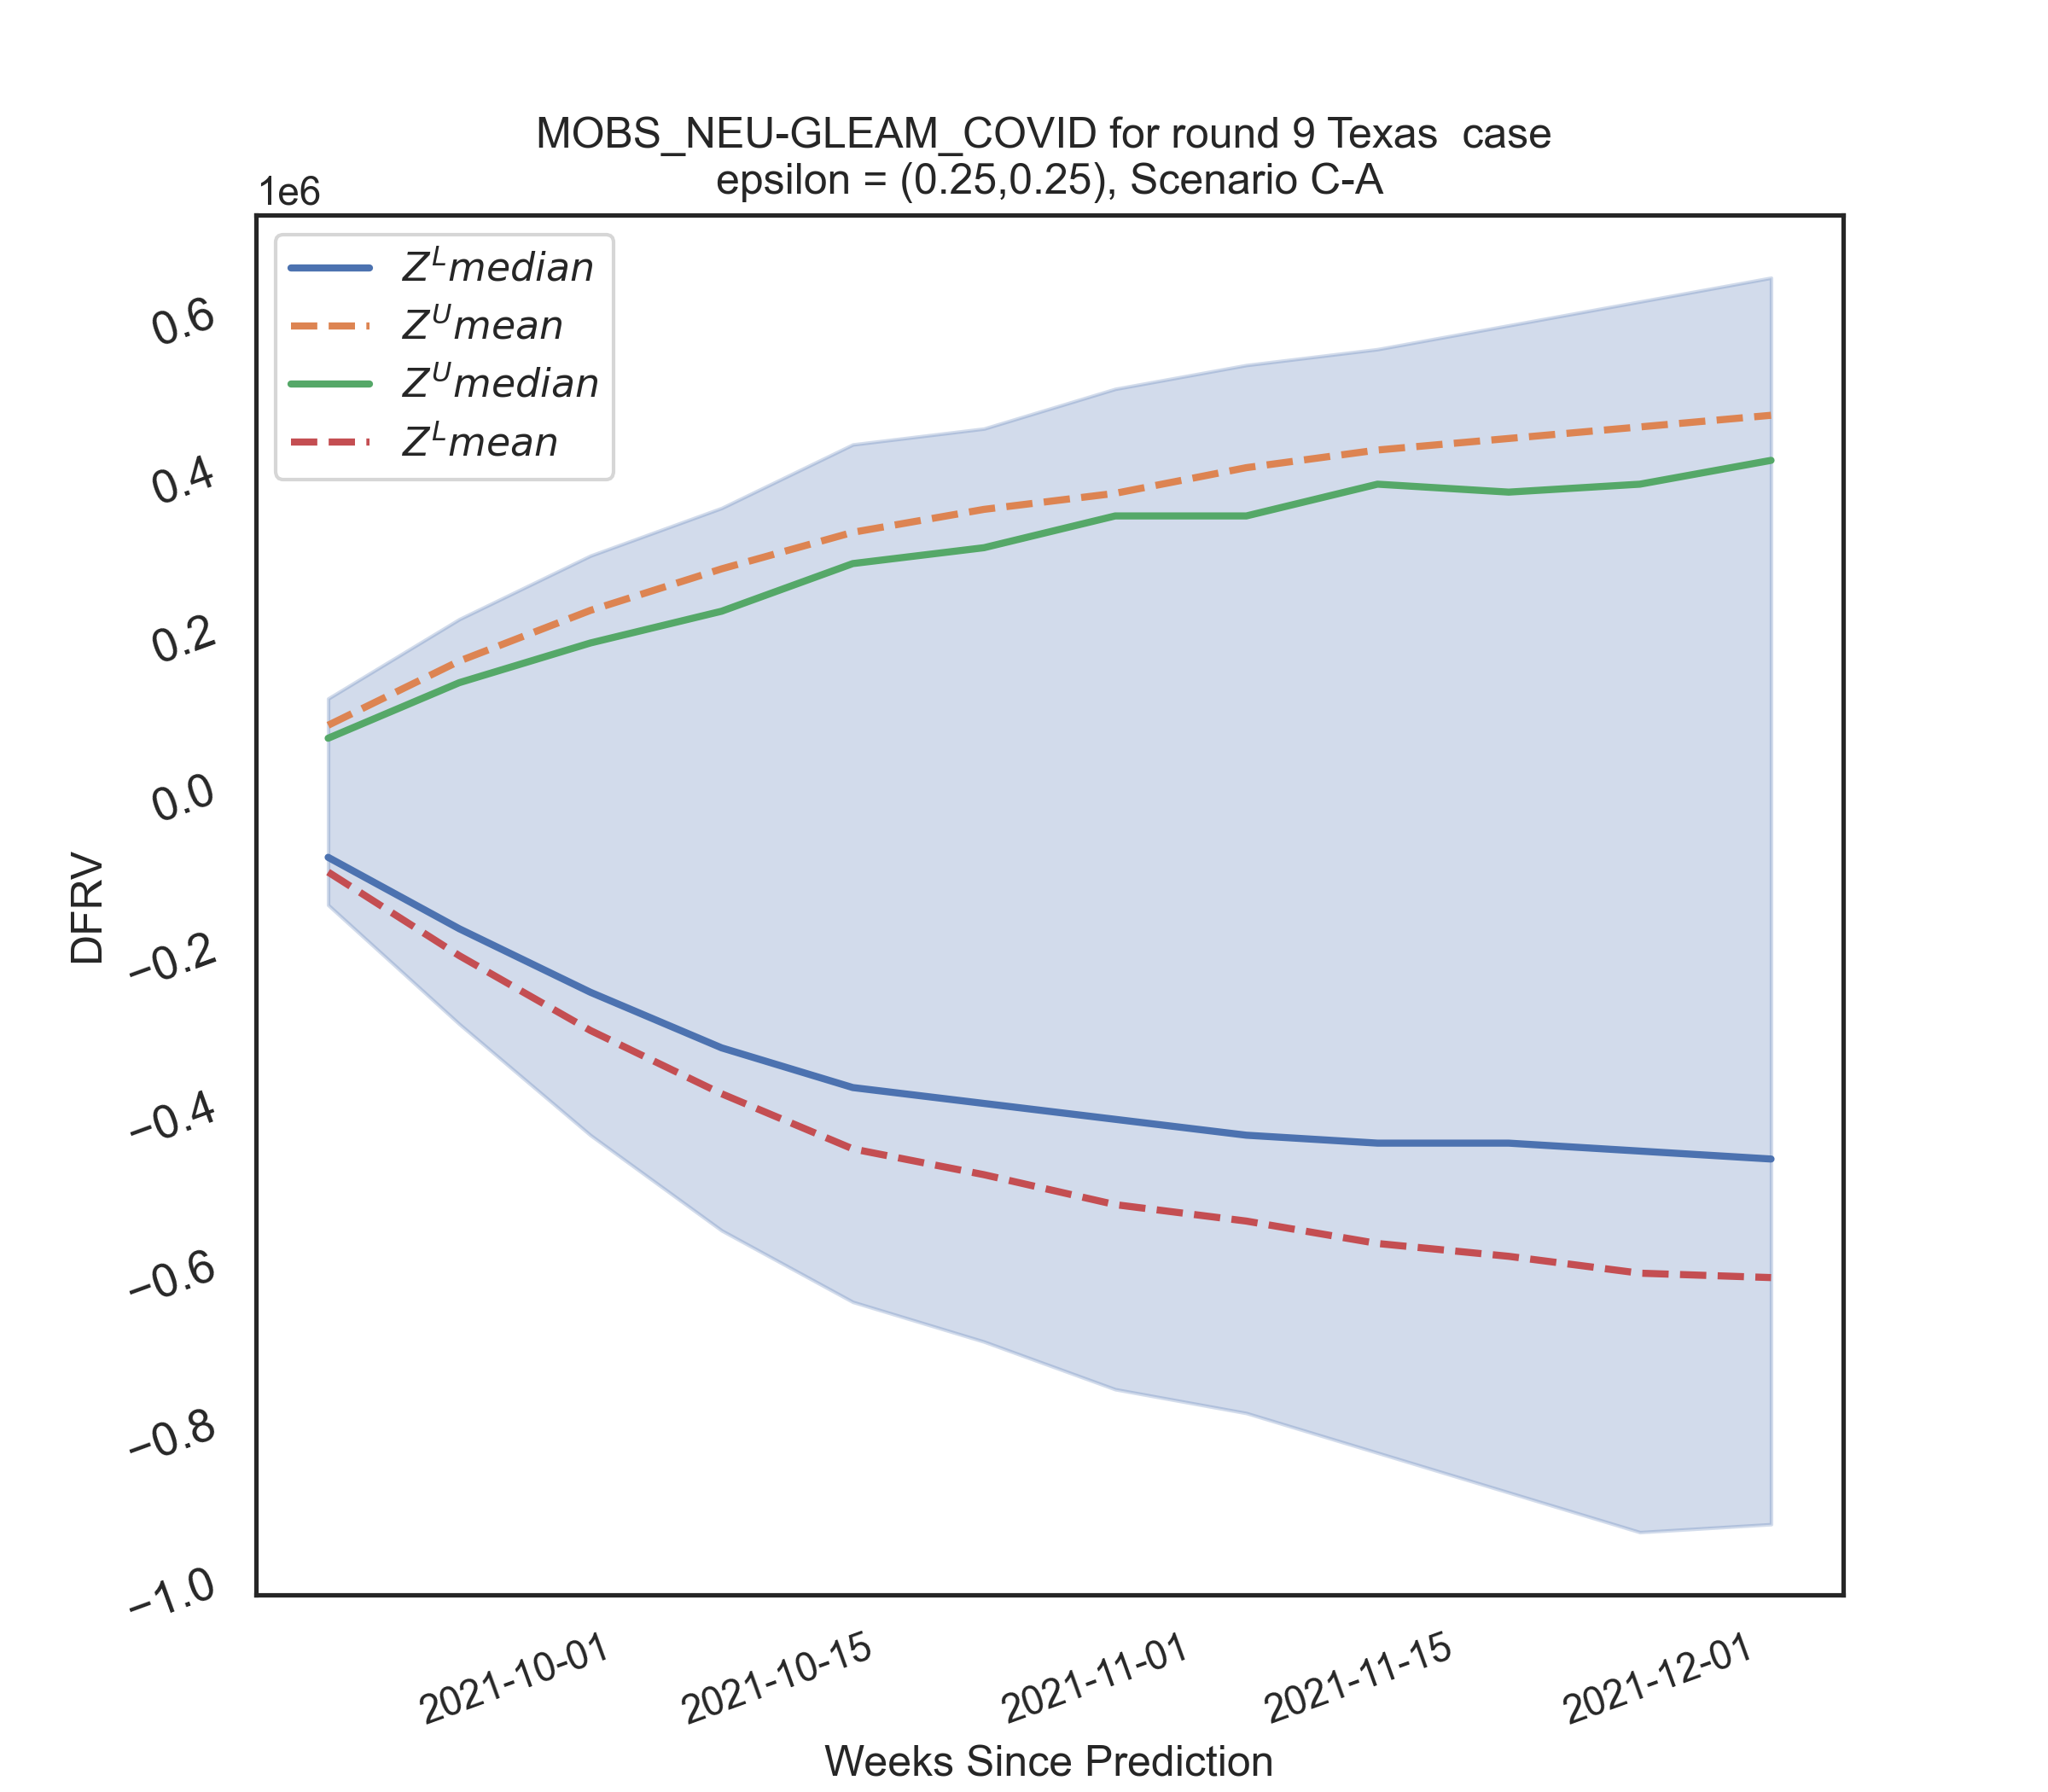 MOBS_NEU-GLEAM_COVID for round 9 Texas  case
epsilon = (0.25,0.25), Scenario C-A
1e6
Z^L median
Z^U mean
Z^U median
Z^L mean
0.6
0.4
0.2
0.0
−0.2
−0.4
−0.6
−0.8
−1.0
DFRV
2021-10-01
2021-10-15
2021-11-01
2021-11-15
2021-12-01
Weeks Since Prediction